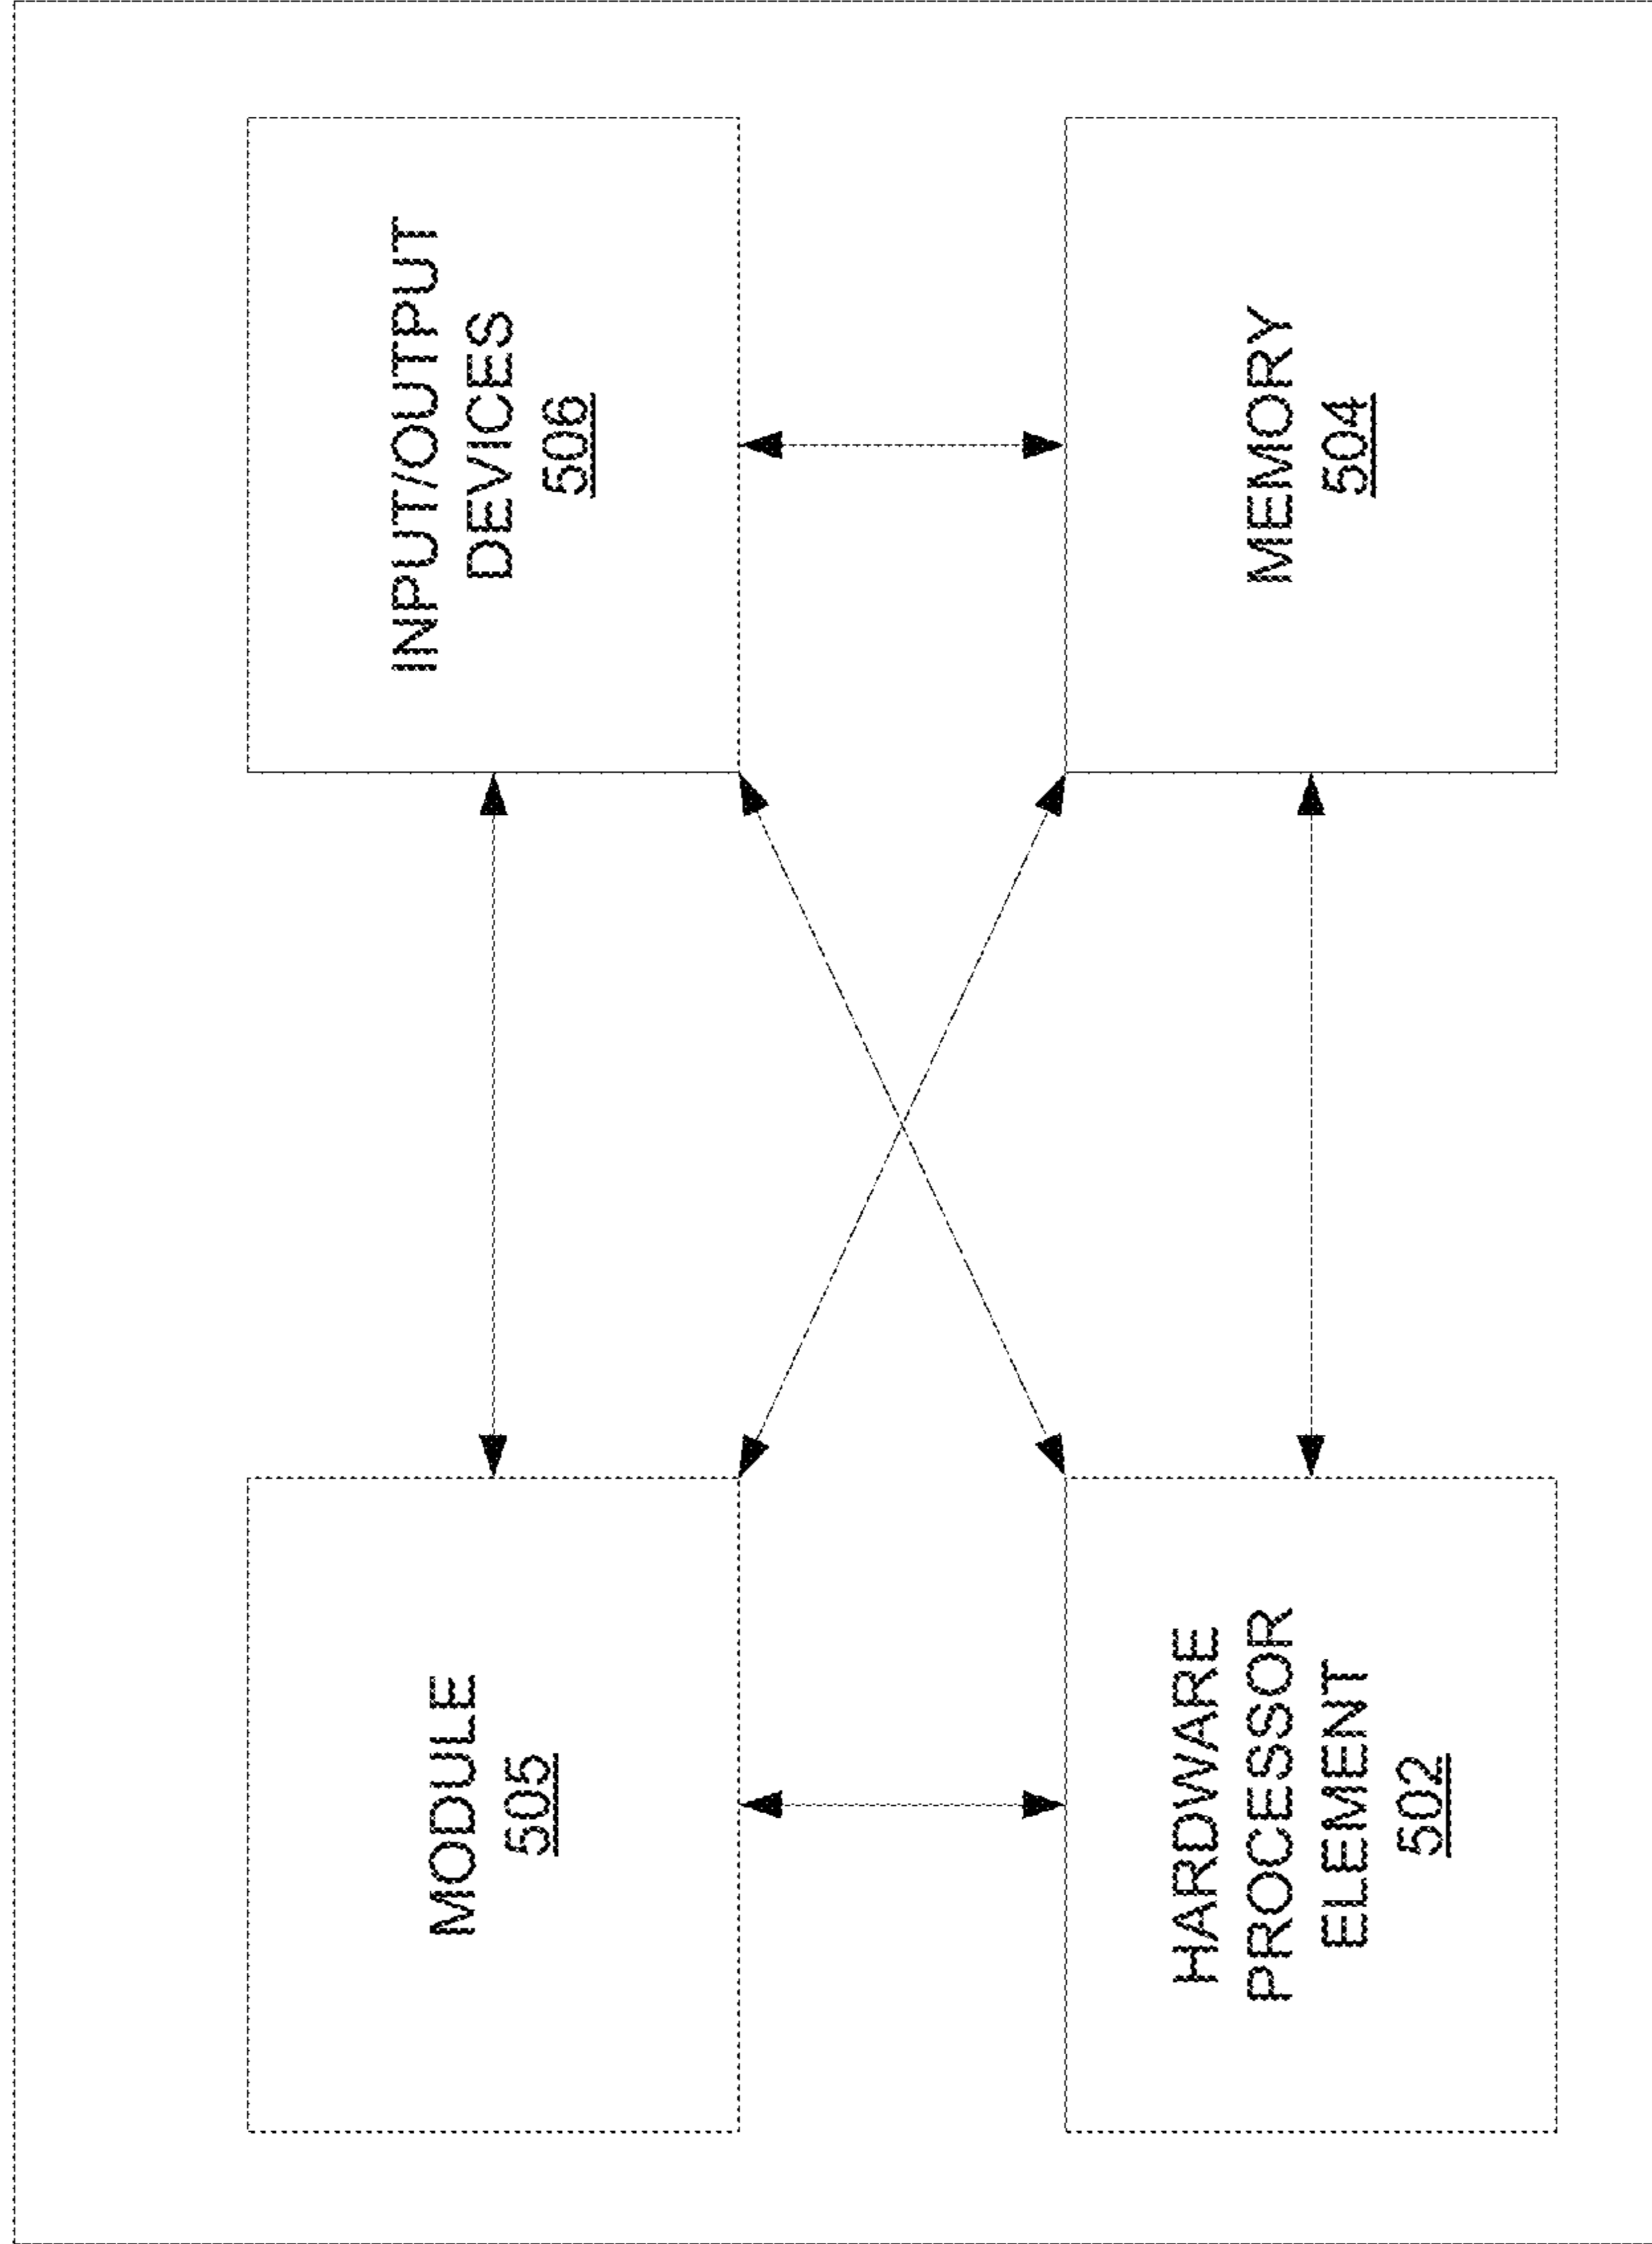 MODULE
505
INPUT/OUTPUT
DEVICES
506
HARDWARE
PROCESSOR
ELEMENT
502
MEMORY
504